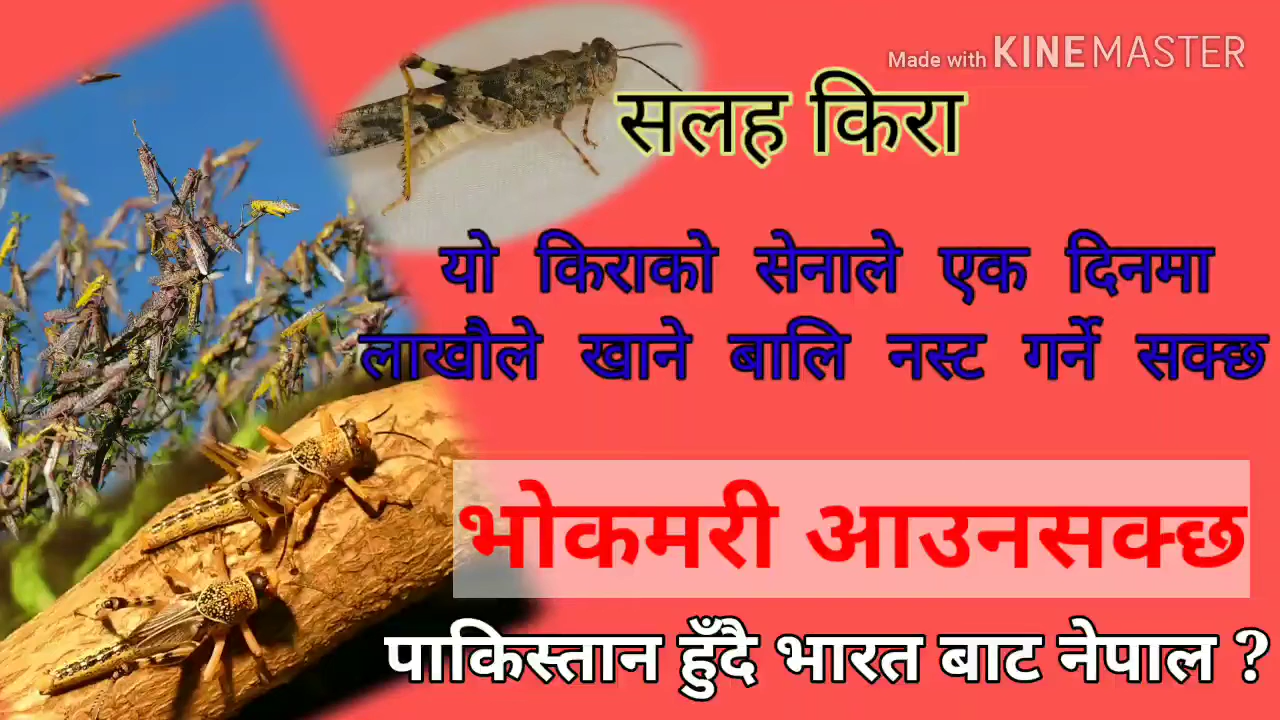 Made with KINEMASTER
सलह किरा
यो किराको सेनाले एक दिनमा
लाखौले खाने बालि नस्ट गर्ने सक्छ
भोकमरी आउनसक्छ
पाकिस्तान हुँदै भारत बाट नेपाल ?